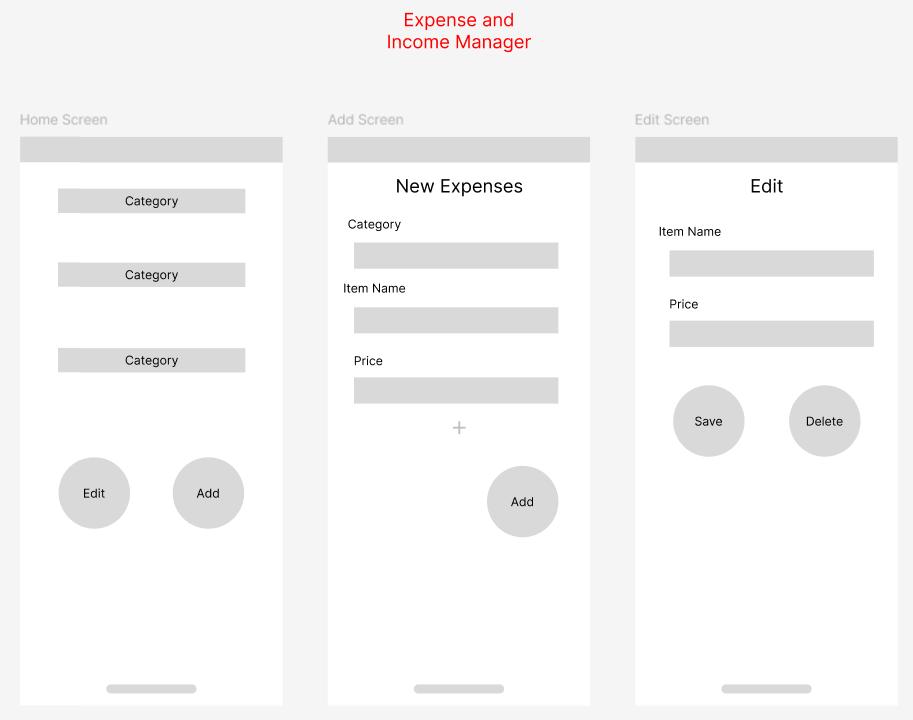 Expense and
Income Manager
Home Screen
Category
Category
Category
Edit
Add
Add Screen
New Expenses
Category
Item Name
Price
+
Add
Edit Screen
Edit
Item Name
Price
Save
Delete